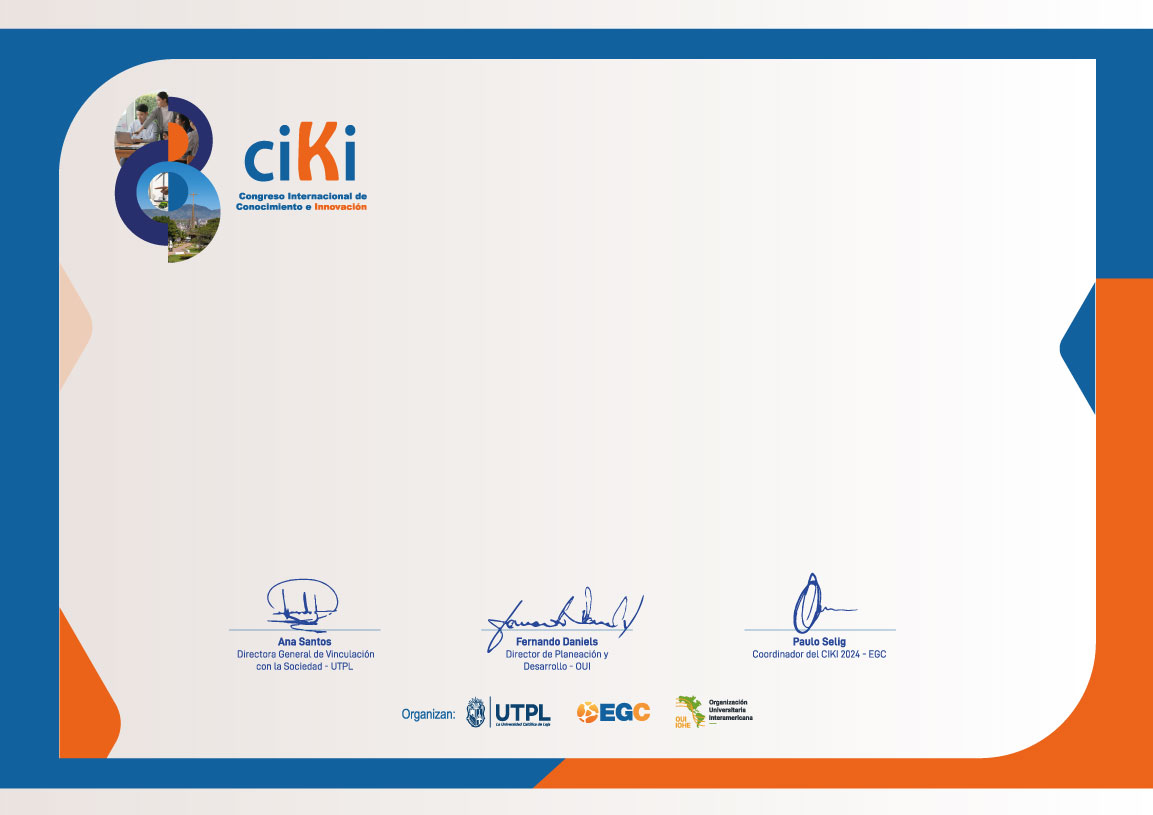 ciKi
Congreso Internacional de
Conocimiento e Innovación
Ana Santos
Directora General de Vinculación
con la Sociedad - UTPL
Fernando Daniels
Director de Planeación y
Desarrollo - OUI
Paulo Selig
Coordinador del CIKI 2024 - EGC
Organizan:
UTPL
La Universidad Católica de Loja
EGC
OUI
IOHE
Organización
Universitaria
Interamericana